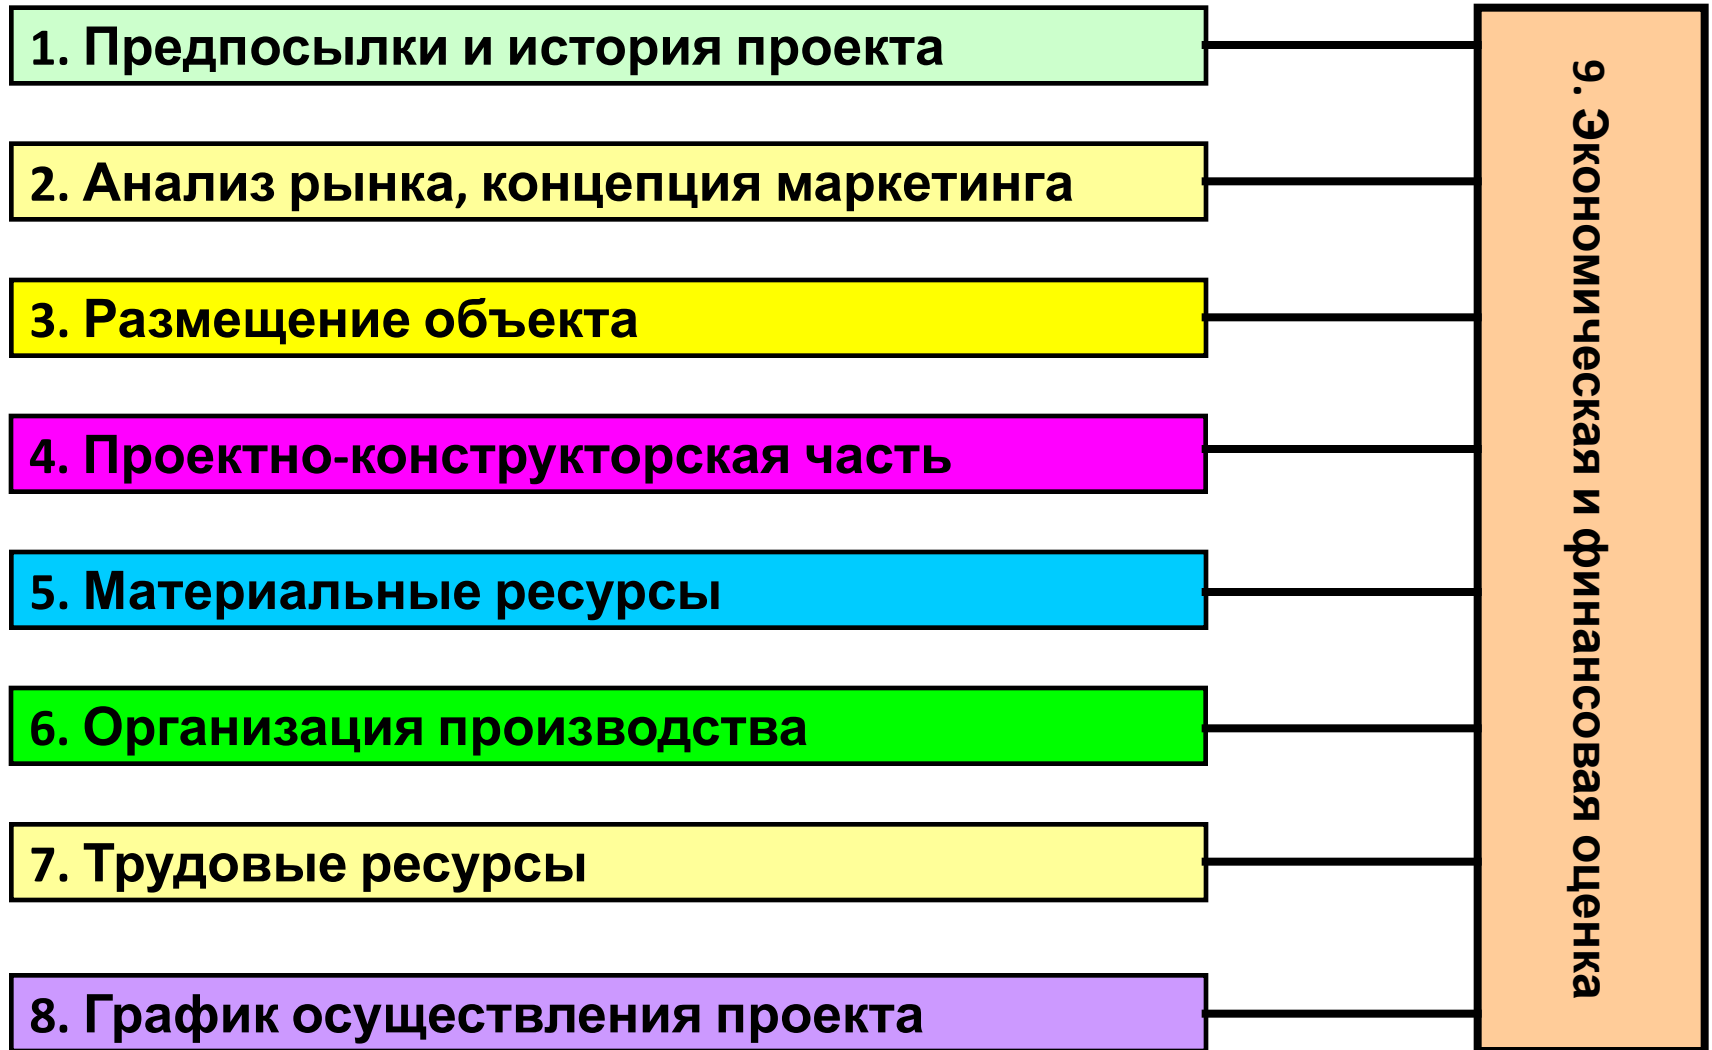 1. Предпосылки и история проекта
2. Анализ рынка, концепция маркетинга
3. Размещение объекта
4. Проектно-конструкторская часть
5. Материальные ресурсы
6. Организация производства
7. Трудовые ресурсы
8. График осуществления проекта
9. Экономическая и финансовая оценка